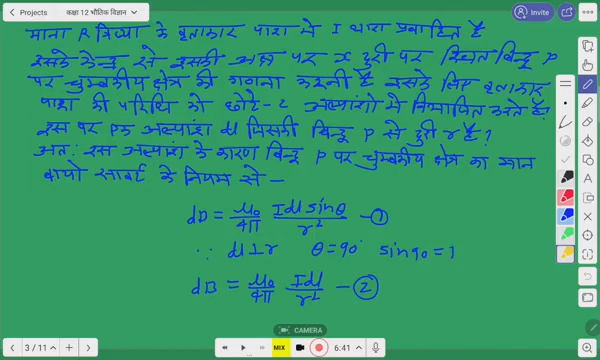 Projects
कक्षा 12 भौतिक विज्ञान
Invite
माना R त्रिज्या के वृत्ताकार पाश मे I धारा प्रवाहित है
इसके केन्द्र से इसकी अक्ष पर x दुरी पर स्थित बिन्दु P
पर चुम्बकीय क्षेत्र की गणना करनी है इसके लिए वृत्ताकार
पाश की परिधि को छोटे-2 अल्पाशो मे विभाजित करते है?
इस पर एक अल्पांश dl जिसकी बिन्दु P से दुरी r है?
अतः इस अल्पाश के कारण बिन्दु P पर चुम्बकीय क्षेत्र का मान
बायो सावर्ट के नियम से —
dB = μ₀/4π Idl sinθ/r² — ①
∵ dl⊥r θ=90° sin90=1
dB = μ₀/4π Idl/r² — ②
CAMERA
3 / 11
MIX
6:41